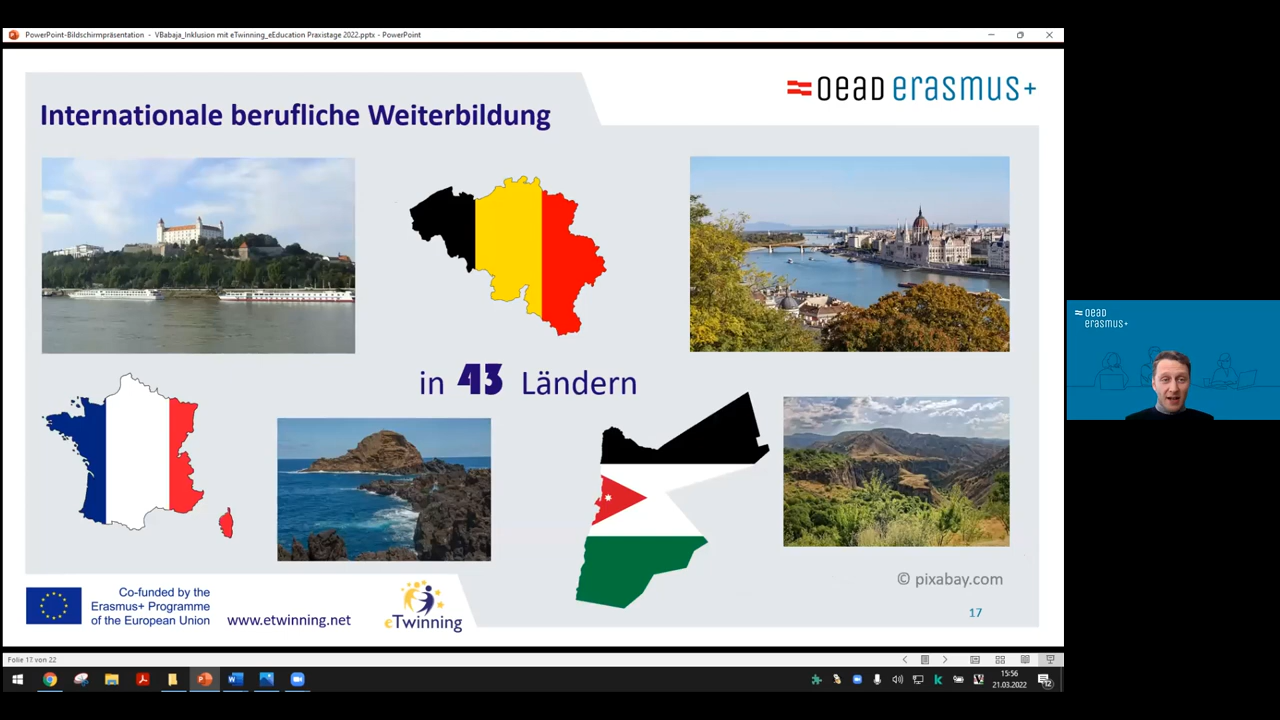 PowerPoint-Bildschirmpräsentation - VBabaja_Inklusion mit eTwinning_eEducation Praxistage 2022.pptx - PowerPoint
OEAD erasmus+
Internationale berufliche Weiterbildung
in 43 Ländern
OEAD
erasmus+
© pixabay.com
Co-funded by the
Erasmus+ Programme
of the European Union
www.etwinning.net
eTwinning
17
Folie 17 von 22
15:56
21.03.2022
12